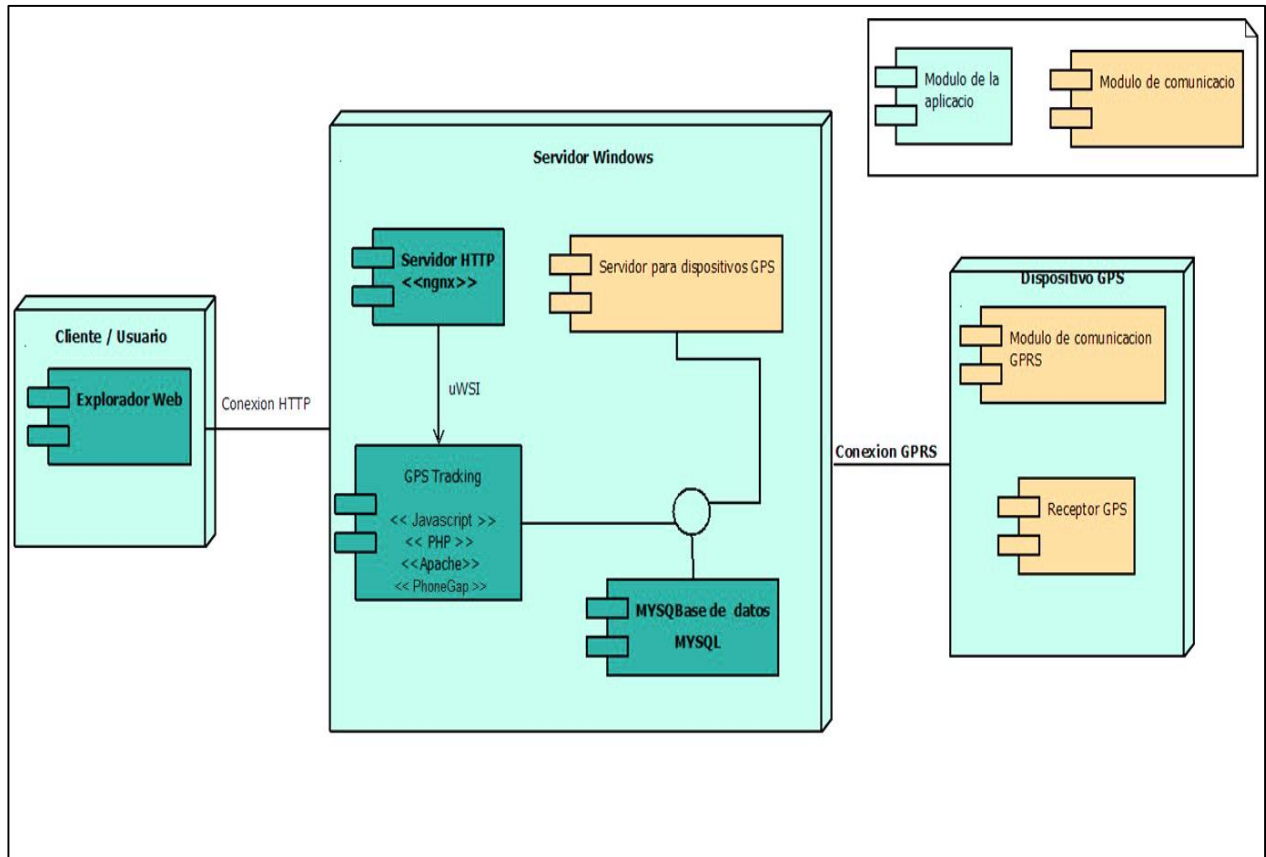 Modulo de la
aplicacio
Modulo de comunicacio
Servidor Windows
Servidor HTTP
<<ngnx>>
Servidor para dispositivos GPS
Dispositivo GPS
Modulo de comunicacion
GPRS
Cliente / Usuario
Explorador Web
Conexion HTTP
uWSI
Conexion GPRS
GPS Tracking
<< Javascript >>
<< PHP >>
<<Apache>>
<< PhoneGap >>
Receptor GPS
MYSQBase de datos
MYSQL